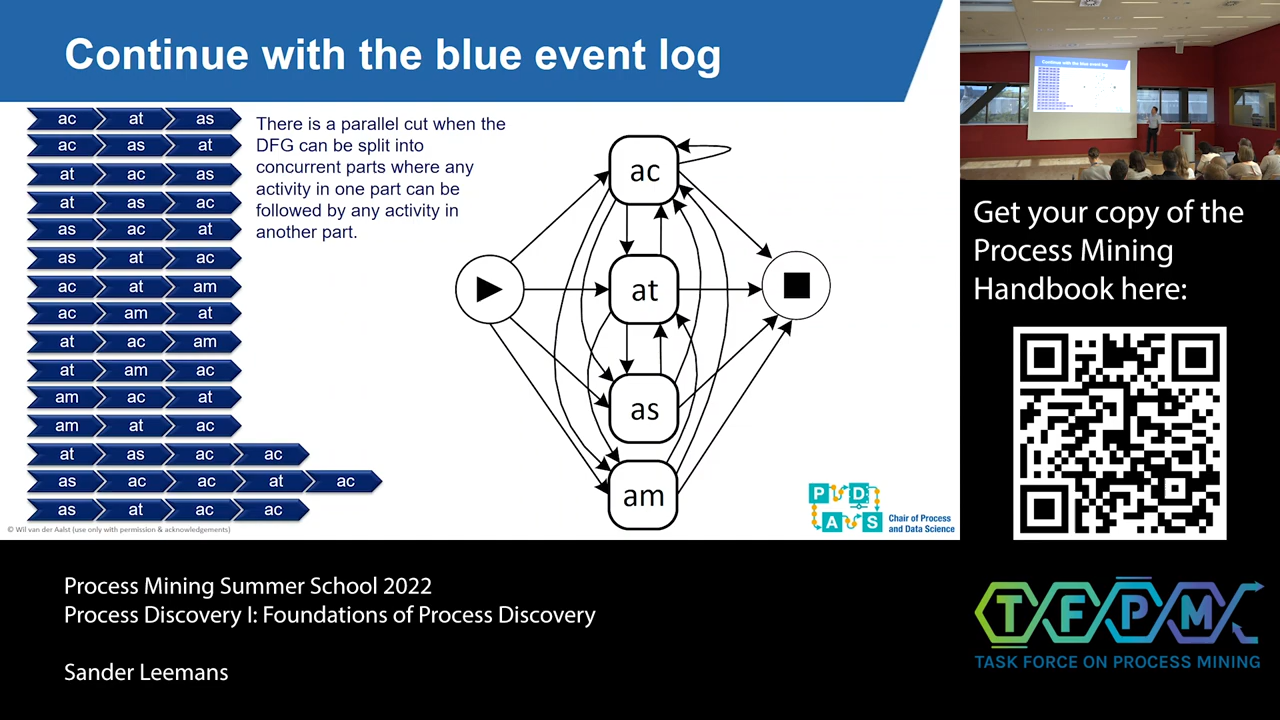 Continue with the blue event log
ac at as
ac as at
at ac as
at as ac
as ac at
as at ac
ac at am
ac am at
at ac am
at am ac
am ac at
am at ac
at as ac ac
as ac ac at ac
as at ac ac
There is a parallel cut when the
DFG can be split into
concurrent parts where any
activity in one part can be
followed by any activity in
another part.
ac
at
as
am
© Wil van der Aalst (use only with permission & acknowledgements)
P D
A S
Chair of Process
and Data Science
Continue with the blue event log
Get your copy of the
Process Mining
Handbook here:
Process Mining Summer School 2022
Process Discovery I: Foundations of Process Discovery
Sander Leemans
TFPM
TASK FORCE ON PROCESS MINING